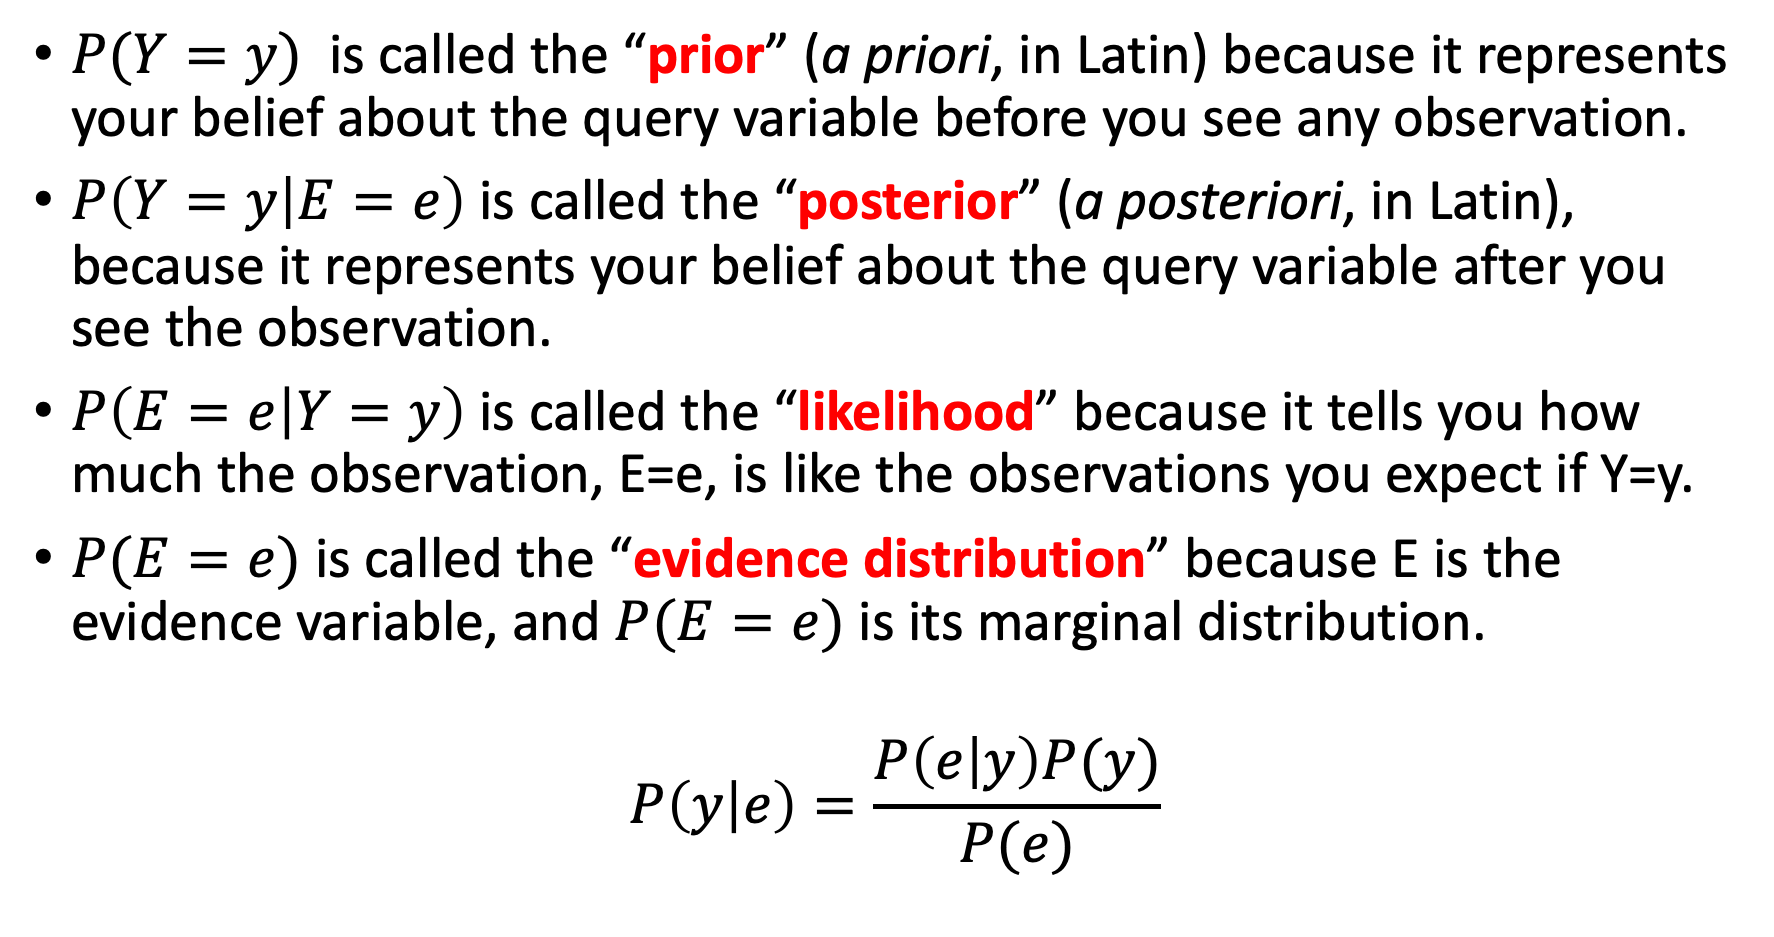 • P(Y = y) is called the “prior” (a priori, in Latin) because it represents
your belief about the query variable before you see any observation.
• P(Y = y|E = e) is called the “posterior” (a posteriori, in Latin),
because it represents your belief about the query variable after you
see the observation.
• P(E = e|Y = y) is called the “likelihood” because it tells you how
much the observation, E=e, is like the observations you expect if Y=y.
• P(E = e) is called the “evidence distribution” because E is the
evidence variable, and P(E = e) is its marginal distribution.
P(e|y)P(y)
P(y|e) =
P(e)